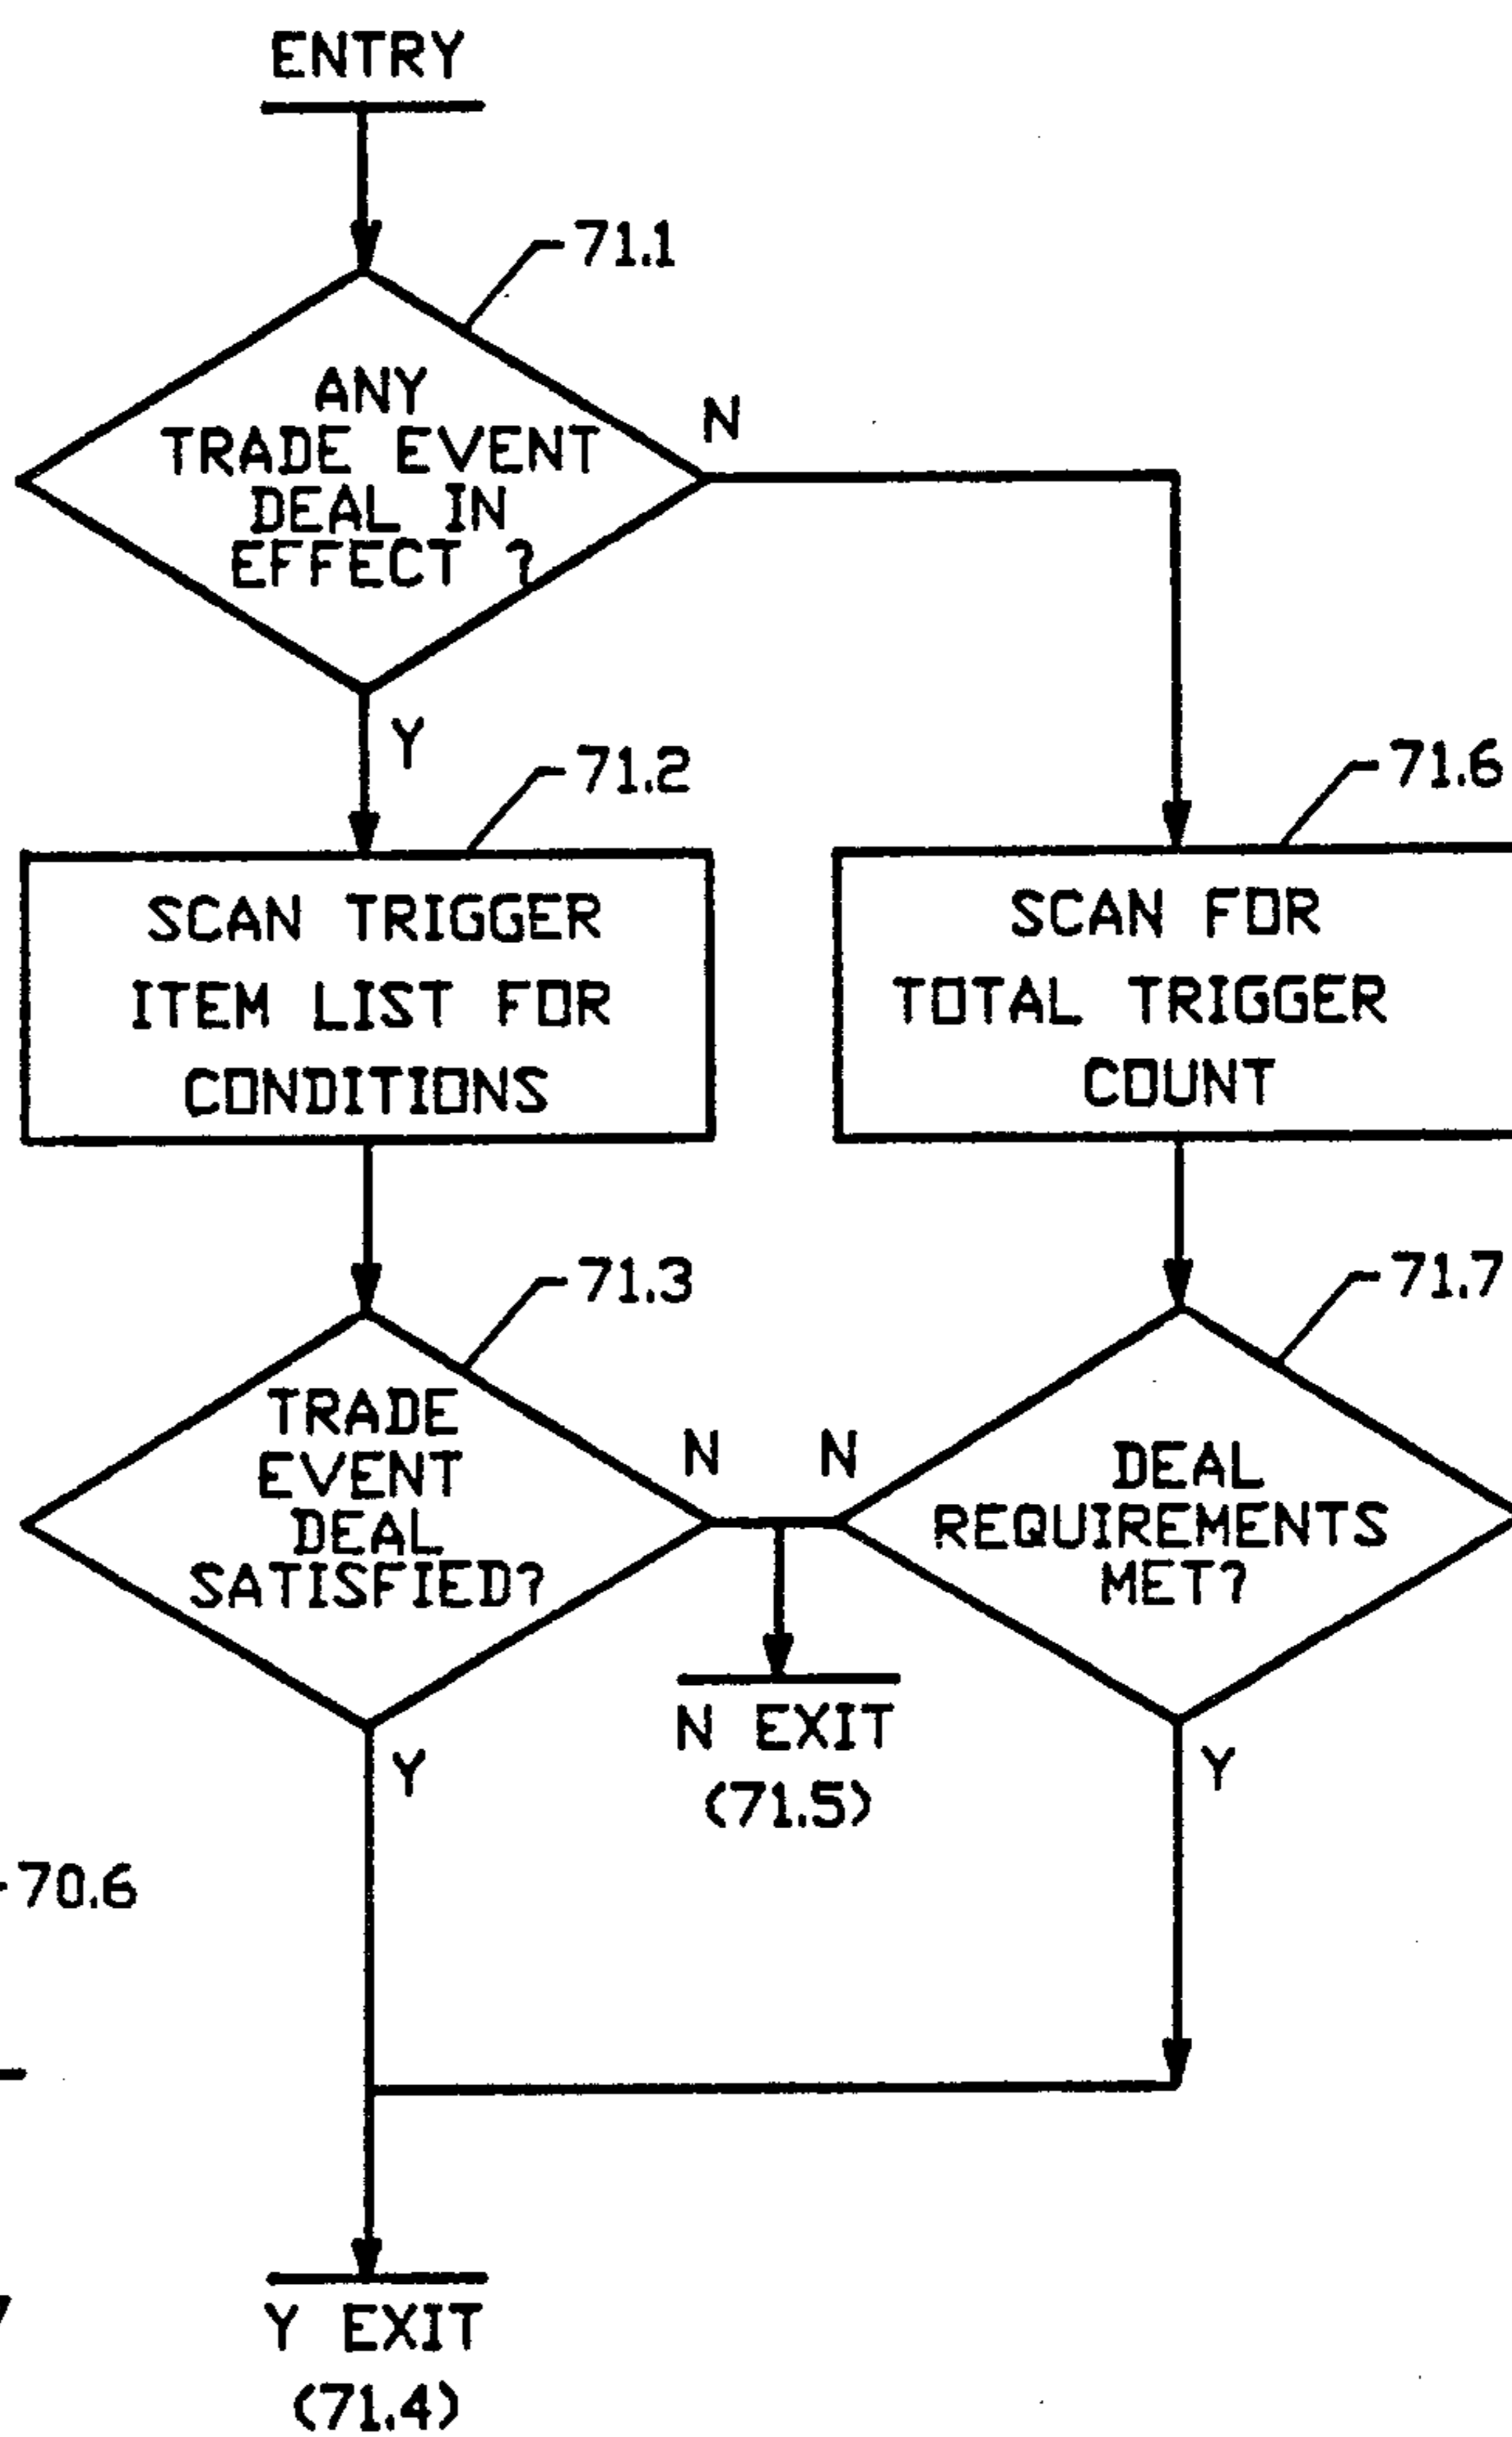 ENTRY
71.1
ANY
TRADE EVENT
DEAL IN
EFFECT ?
N
Y
71.2
SCAN TRIGGER
ITEM LIST FOR
CONDITIONS
71.6
SCAN FOR
TOTAL TRIGGER
COUNT
71.3
TRADE
EVENT
DEAL
SATISFIED?
N
N
71.7
DEAL
REQUIREMENTS
MET?
N EXIT
(71.5)
Y
Y
70.6
Y EXIT
(71.4)